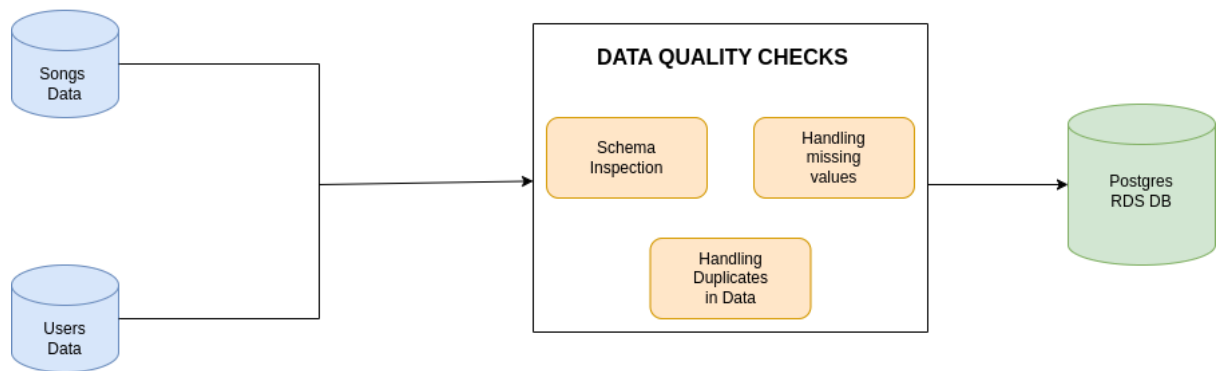 Songs
Data
DATA QUALITY CHECKS
Schema
Inspection
Handling
missing
values
Handling
Duplicates
in Data
Postgres
RDS DB
Users
Data